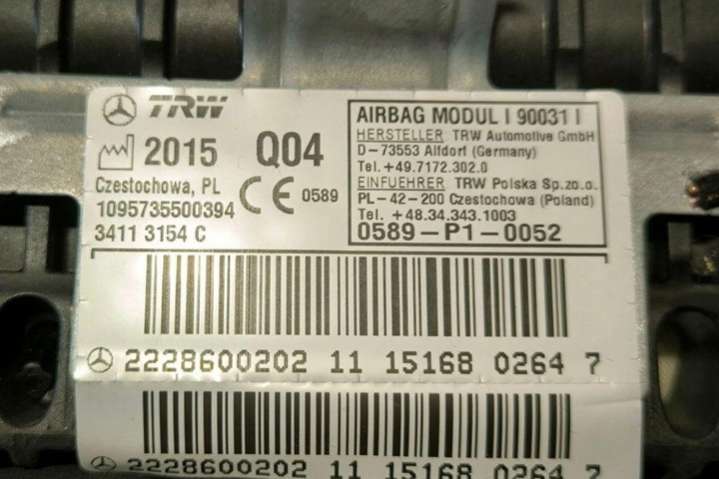 TRW
2015 Q04
Czestochowa, PL
1095735500394
3411 3154 C
CE 0589
AIRBAG MODUL I 90031 I
HERSTELLER TRW Automotive GmbH
D-73553 Alfdorf (Germany)
Tel.+49.7172.302.0
EINFUEHRER TRW Polska Sp.zo.o.
PL-42-200 Czestochowa (Poland)
Tel. +48.34.343.1003
0589-P1-0052
2228600202 11 15168 0264 7
2228600202 11 15168 0264 7